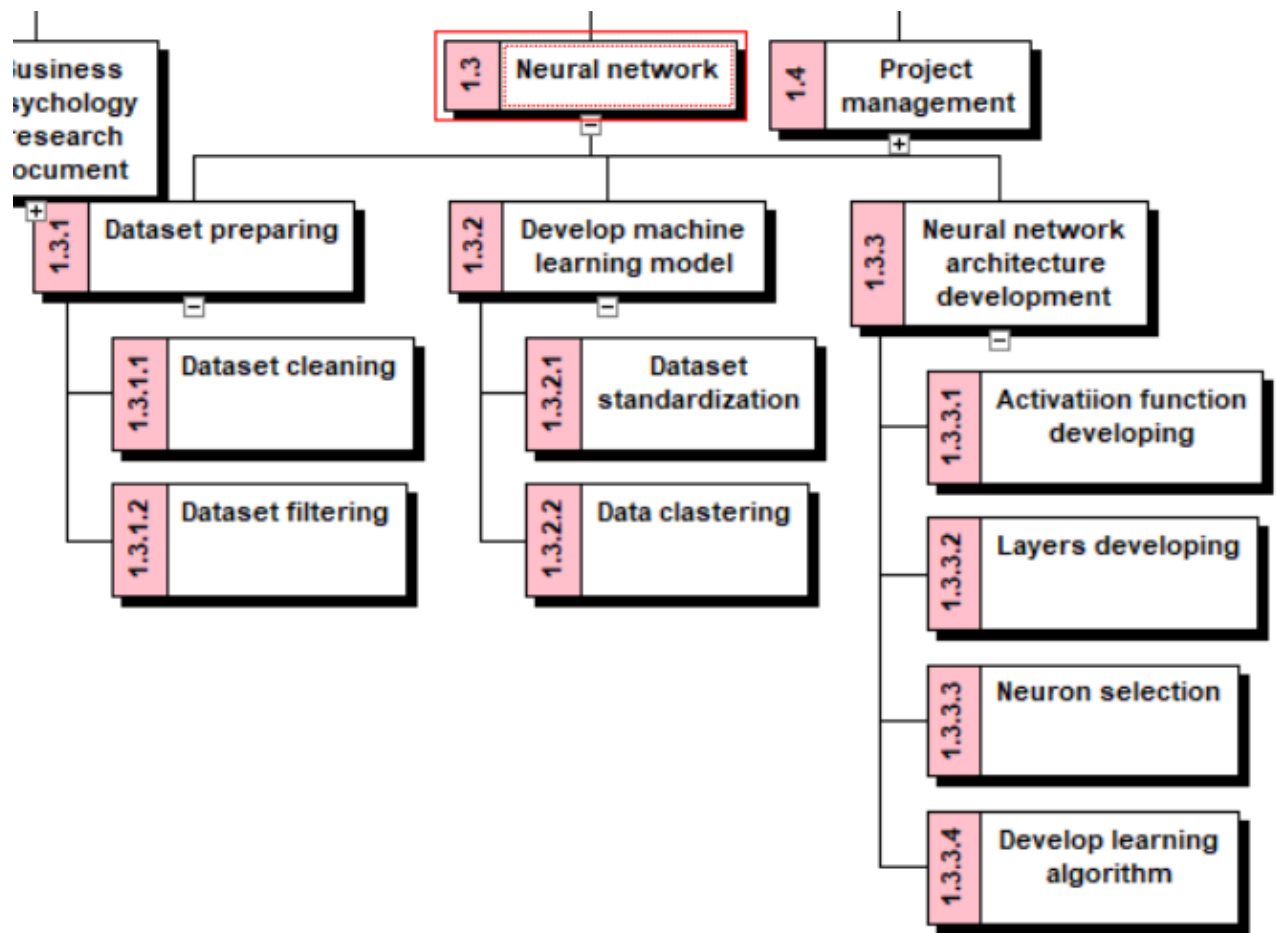 usiness
sychology
research
ocument
1.3
Neural network
1.4
Project
management
1.3.1
Dataset preparing
1.3.2
Develop machine
learning model
1.3.3
Neural network
architecture
development
1.3.1.1
Dataset cleaning
1.3.2.1
Dataset
standardization
1.3.3.1
Activatiion function
developing
1.3.1.2
Dataset filtering
1.3.2.2
Data clastering
1.3.3.2
Layers developing
1.3.3.3
Neuron selection
1.3.3.4
Develop learning
algorithm